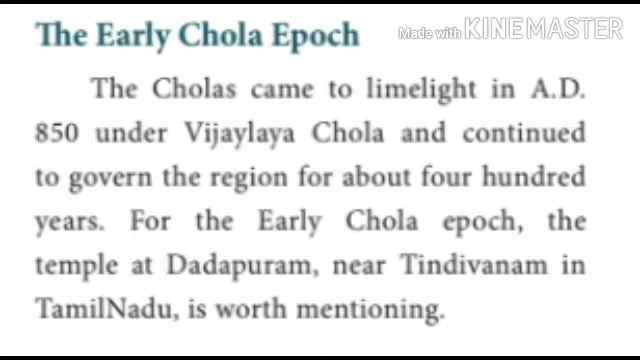 The Early Chola Epoch
Made with KINEMASTER
The Cholas came to limelight in A.D.
850 under Vijaylaya Chola and continued
to govern the region for about four hundred
years. For the Early Chola epoch, the
temple at Dadapuram, near Tindivanam in
TamilNadu, is worth mentioning.